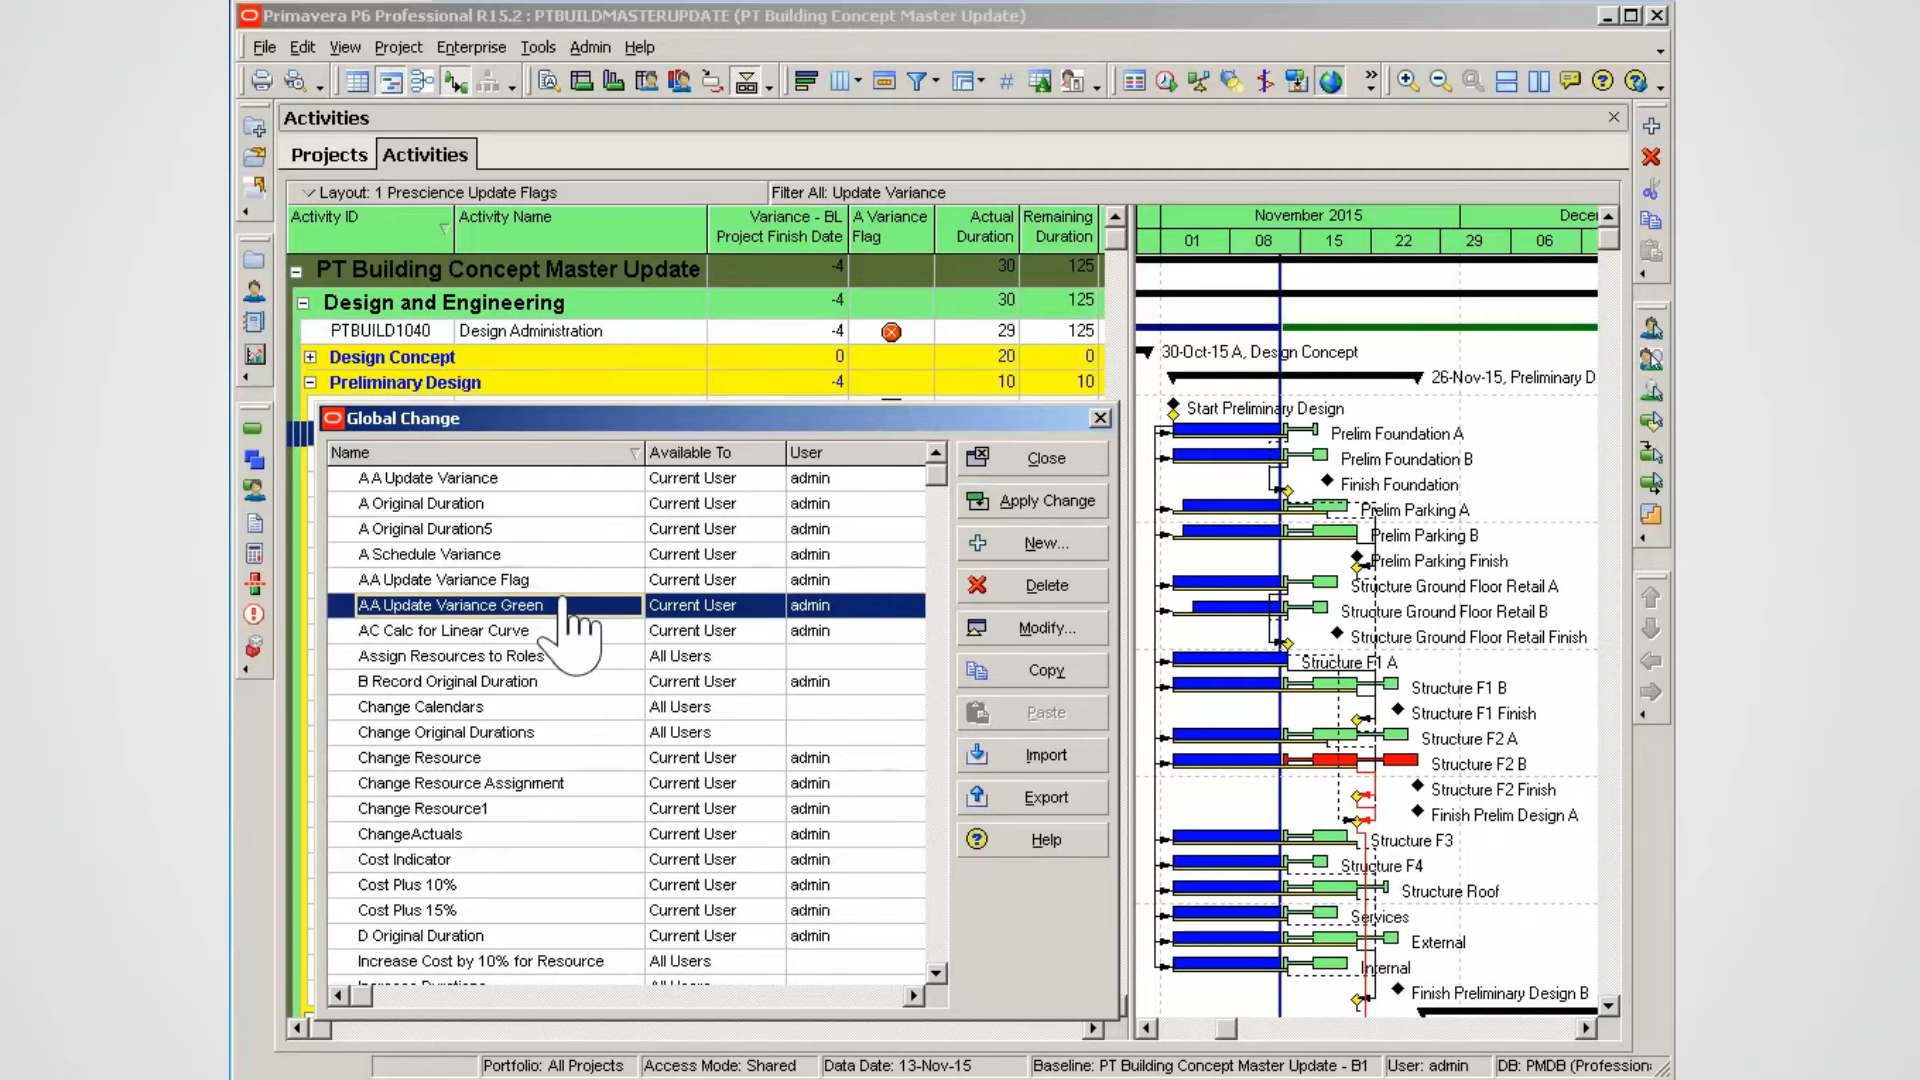 Primavera P6 Professional R15.2 : PTBUILDMASTERUPDATE (PT Building Concept Master Update)
File Edit View Project Enterprise Tools Admin Help
Activities
Projects Activities
Layout: 1 Prescience Update Flags Filter All: Update Variance
Activity ID Activity Name Variance - BL Project Finish Date A Variance Flag Actual Duration Remaining Duration
November 2015 Decer
01 08 15 22 29 06
PT Building Concept Master Update -4 30 125
Design and Engineering -4 30 125
PTBUILD1040 Design Administration -4 29 125
Design Concept 0 20 0
Preliminary Design -4 10 10
30-Oct-15 A, Design Concept
26-Nov-15, Preliminary D
Start Preliminary Design
Prelim Foundation A
Prelim Foundation B
Finish Foundation
Prelim Parking A
Prelim Parking B
Prelim Parking Finish
Structure Ground Floor Retail A
Structure Ground Floor Retail B
Structure Ground Floor Retail Finish
Structure F1 A
Structure F1 B
Structure F1 Finish
Structure F2 A
Structure F2 B
Structure F2 Finish
Finish Prelim Design A
Structure F3
Structure F4
Structure Roof
Services
External
Internal
Finish Preliminary Design B
Global Change
Name Available To User
A A Update Variance Current User admin
A Original Duration Current User admin
A Original Duration5 Current User admin
A Schedule Variance Current User admin
AA Update Variance Flag Current User admin
AA Update Variance Green Current User admin
AC Calc for Linear Curve Current User admin
Assign Resources to Roles All Users
B Record Original Duration Current User admin
Change Calendars All Users
Change Original Durations All Users
Change Resource Current User admin
Change Resource Assignment Current User admin
Change Resource1 Current User admin
ChangeActuals Current User admin
Cost Indicator Current User admin
Cost Plus 10% Current User admin
Cost Plus 15% Current User admin
D Original Duration Current User admin
Increase Cost by 10% for Resource All Users
Close
Apply Change
New...
Delete
Modify...
Copy
Paste
Import
Export
Help
Portfolio: All Projects Access Mode: Shared Data Date: 13-Nov-15 Baseline: PT Building Concept Master Update - B1 User: admin DB: PMDB (Profession